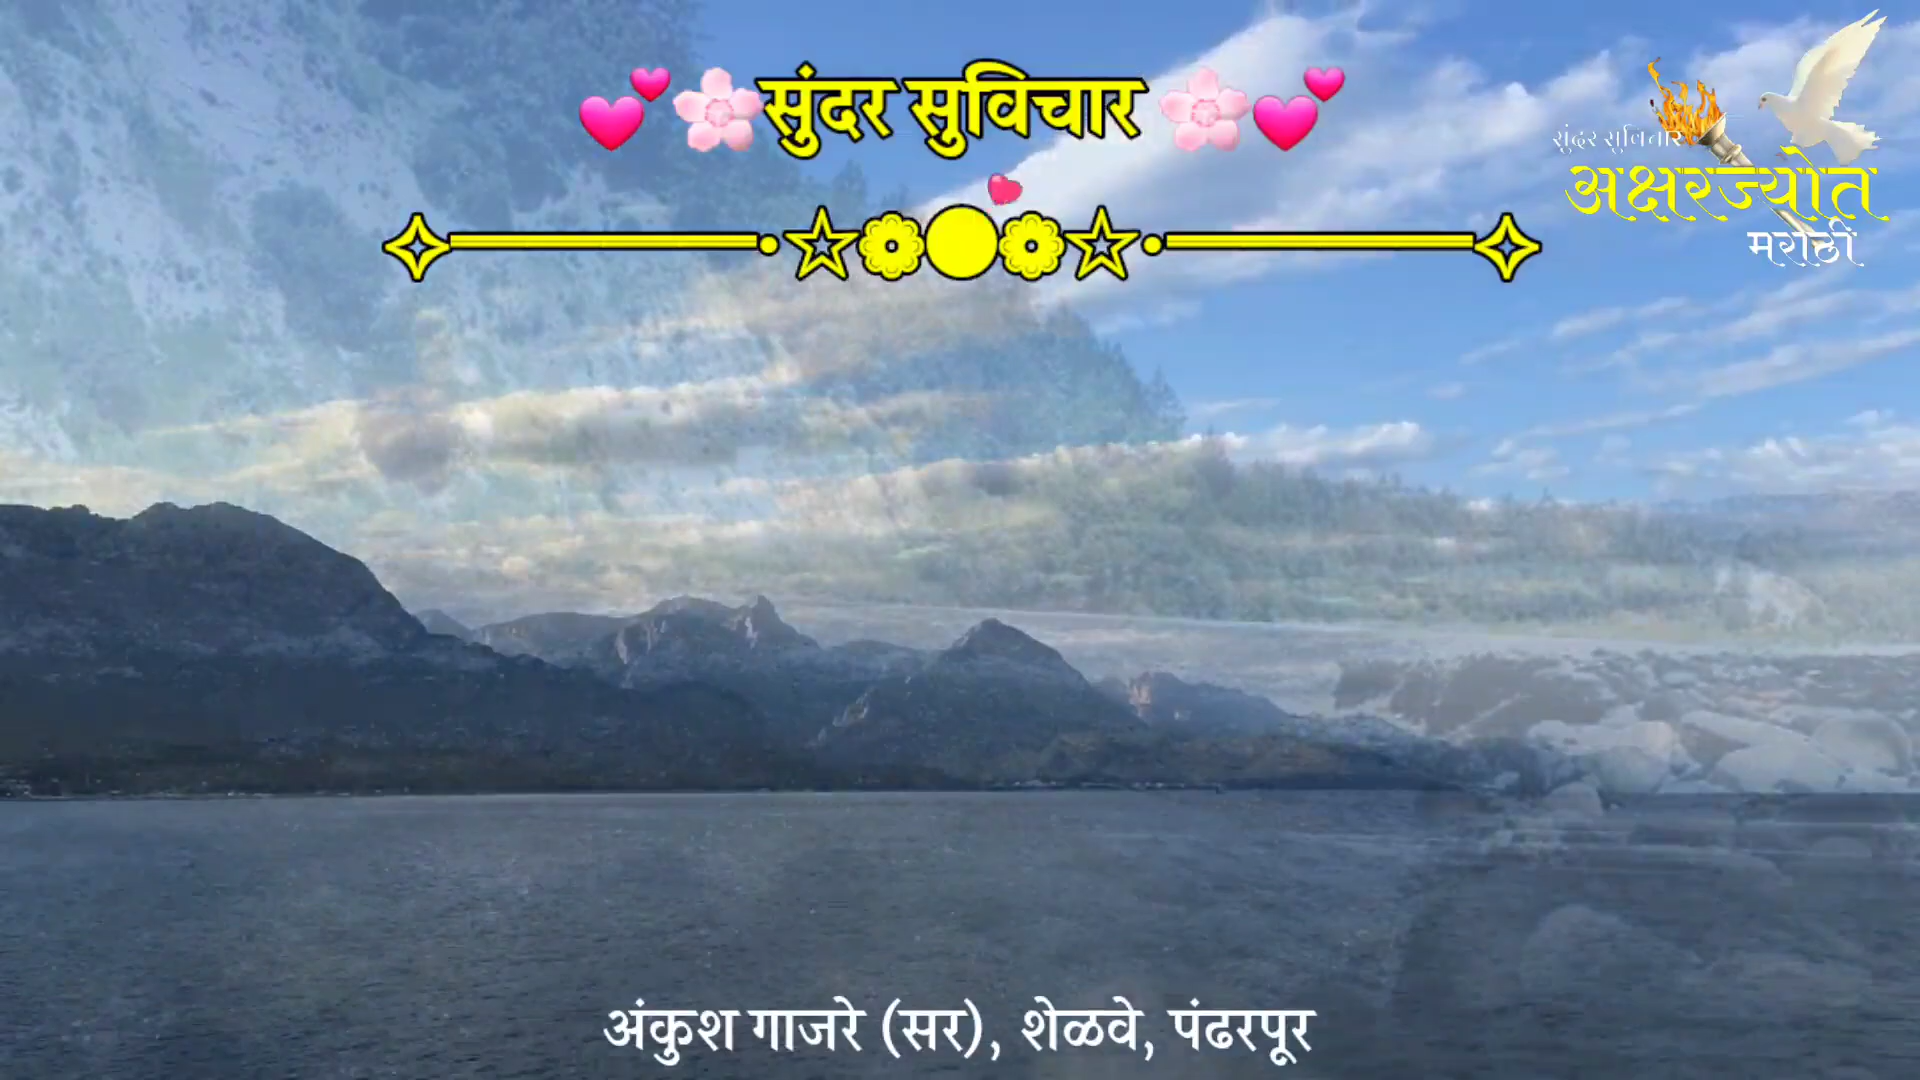 💕🌸सुंदर सुविचार 🌸💕
सुंदर सुविचार
अक्षरज्योत
मराठी
अंकुश गाजरे (सर), शेळवे, पंढरपूर